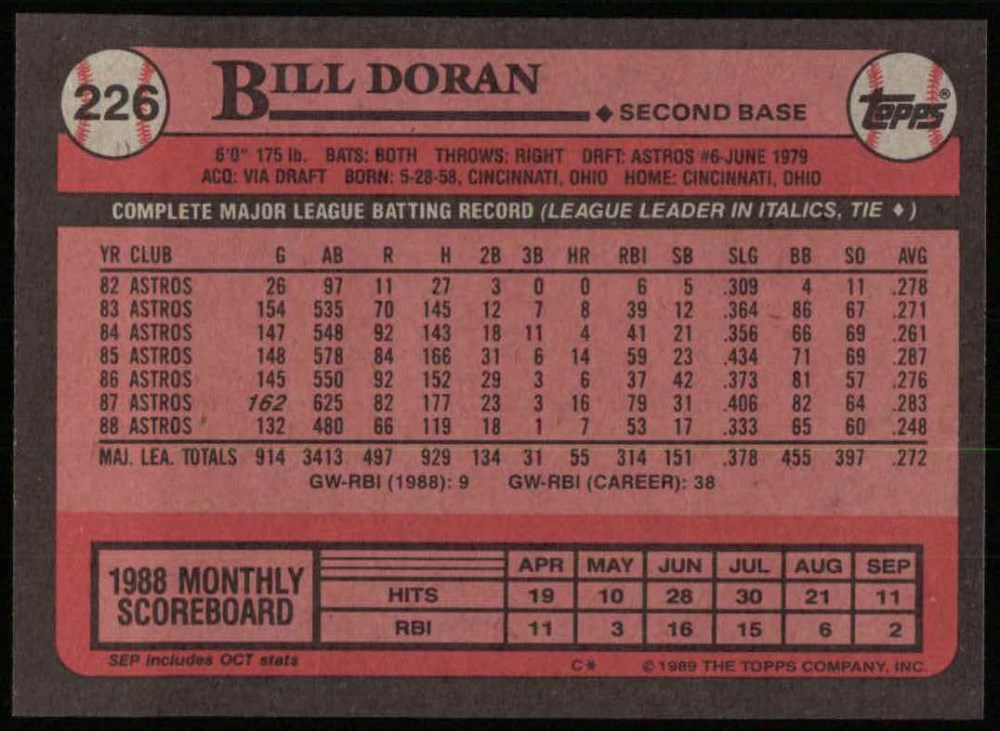 226
BILL DORAN
◆ SECOND BASE
topps®
6'0" 175 lb. BATS: BOTH THROWS: RIGHT DRFT: ASTROS #6-JUNE 1979
ACQ: VIA DRAFT BORN: 5-28-58, CINCINNATI, OHIO HOME: CINCINNATI, OHIO
COMPLETE MAJOR LEAGUE BATTING RECORD (LEAGUE LEADER IN ITALICS, TIE ◆)
YR CLUB G AB R H 2B 3B HR RBI SB SLG BB SO AVG
82 ASTROS 26 97 11 27 3 0 0 6 5 .309 4 11 .278
83 ASTROS 154 535 70 145 12 7 8 39 12 .364 86 67 .271
84 ASTROS 147 548 92 143 18 11 4 41 21 .356 66 69 .261
85 ASTROS 148 578 84 166 31 6 14 59 23 .434 71 69 .287
86 ASTROS 145 550 92 152 29 3 6 37 42 .373 81 57 .276
87 ASTROS 162 625 82 177 23 3 16 79 31 .406 82 64 .283
88 ASTROS 132 480 66 119 18 1 7 53 17 .333 65 60 .248
MAJ. LEA. TOTALS 914 3413 497 929 134 31 55 314 151 .378 455 397 .272
GW-RBI (1988): 9 GW-RBI (CAREER): 38
1988 MONTHLY
SCOREBOARD
APR MAY JUN JUL AUG SEP
HITS 19 10 28 30 21 11
RBI 11 3 16 15 6 2
SEP includes OCT stats
C* © 1989 THE TOPPS COMPANY, INC.